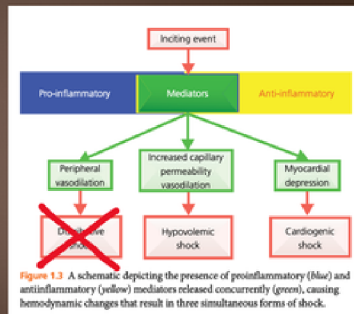 Inciting event
Pro-inflammatory
Mediators
Anti-inflammatory
Peripheral
vasodilation
Increased capillary
permeability
vasodilation
Myocardial
depression
shock
Hypovolemic
shock
Cardiogenic
shock
Figure 1.3 A schematic depicting the presence of proinflammatory (blue) and
antiinflammatory (yellow) mediators released concurrently (green), causing
hemodynamic changes that result in three simultaneous forms of shock.